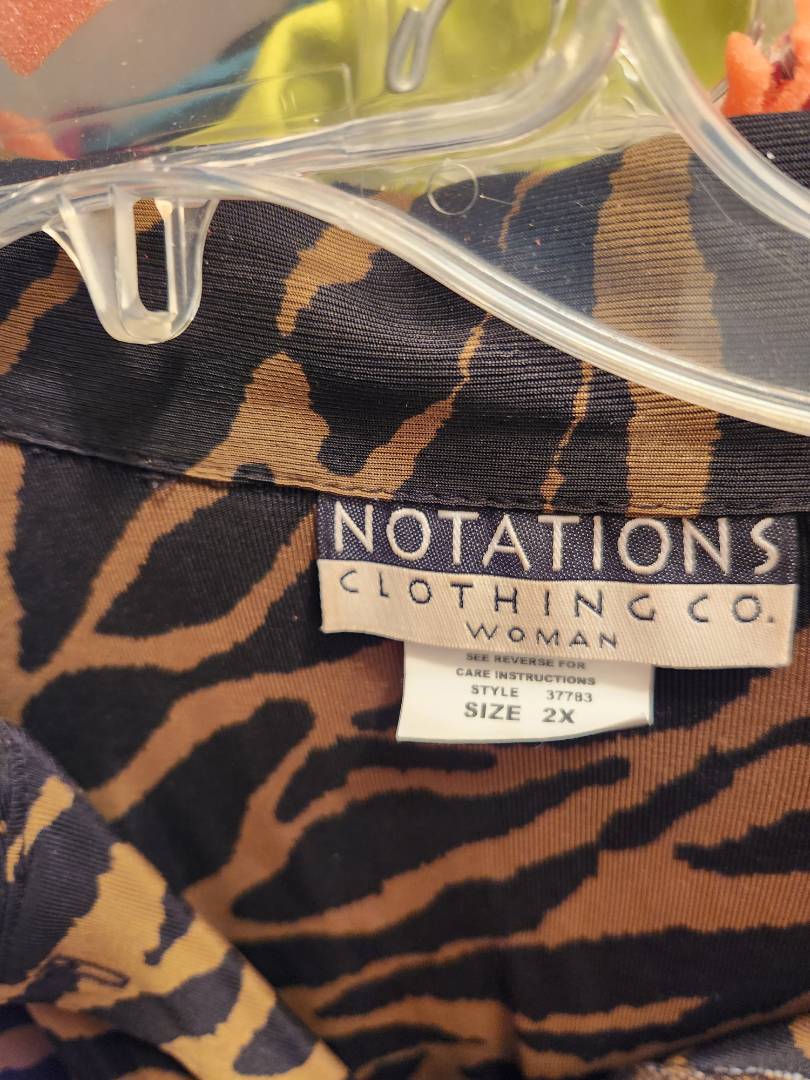 NOTATIONS
CLOTHING CO.
WOMAN
SEE REVERSE FOR
CARE INSTRUCTIONS
STYLE 37783
SIZE 2X